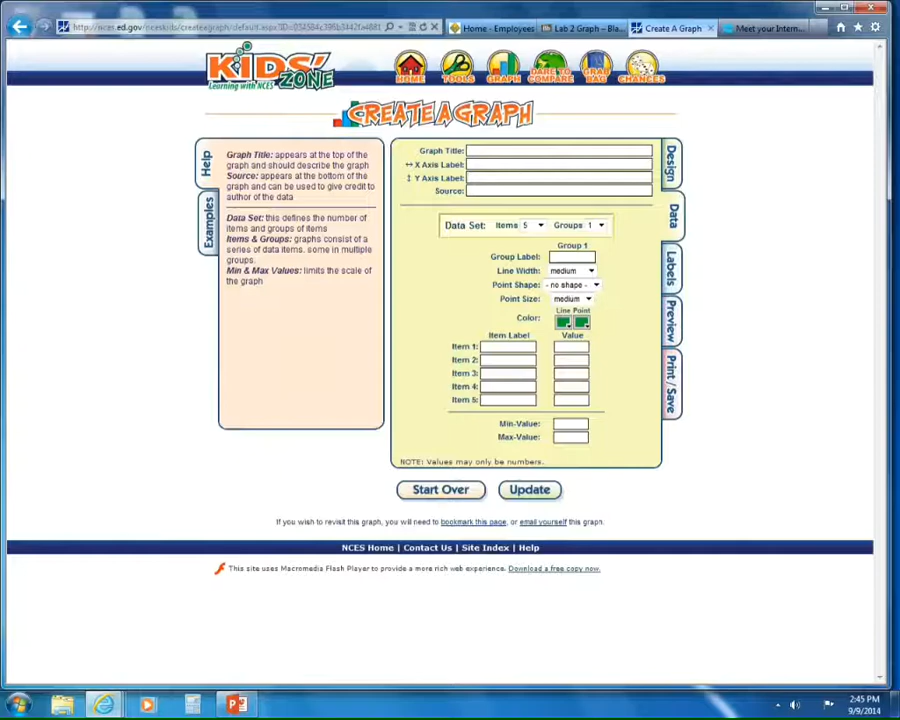 Home - Employees
Lab 2 Graph – Bla...
Create A Graph
Meet your Intern...
KiDS' ZONE
Learning with NCES
HOME
TOOLS
GRAPH
DARE TO COMPARE
GRAB BAG
CHANCES
CREATE A GRAPH
Help
Examples
Graph Title: appears at the top of the
graph and should describe the graph
Source: appears at the bottom of the
graph and can be used to give credit to
author of the data
Data Set: this defines the number of
items and groups of items
Items & Groups: graphs consist of a
series of data items. some in multiple
groups.
Min & Max Values: limits the scale of
the graph
Graph Title:
↔ X Axis Label:
↕ Y Axis Label:
Source:
Data Set: Items 5 Groups 1
Group 1
Group Label:
Line Width: medium
Point Shape: - no shape -
Point Size: medium
Line Point
Color:
Item Label Value
Item 1:
Item 2:
Item 3:
Item 4:
Item 5:
Min-Value:
Max-Value:
NOTE: Values may only be numbers.
Design
Data
Labels
Preview
Print / Save
Start Over
Update
If you wish to revisit this graph, you will need to bookmark this page, or email yourself this graph.
NCES Home | Contact Us | Site Index | Help
This site uses Macromedia Flash Player to provide a more rich web experience. Download a free copy now.
2:45 PM
9/9/2014